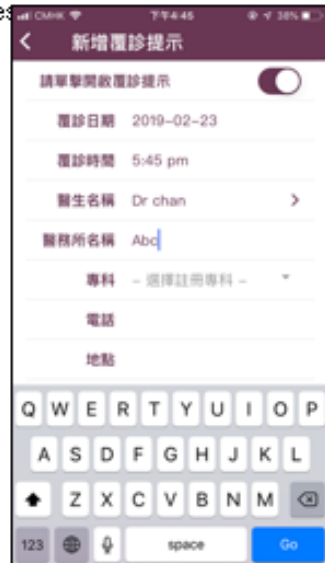 es
CMHK 下午4:45 38%
新增覆診提示
請單擊開啟覆診提示
覆診日期 2019-02-23
覆診時間 5:45 pm
醫生名稱 Dr chan
醫務所名稱 Abc
專科 - 選擇註冊專科 -
電話
地點
Q W E R T Y U I O P
A S D F G H J K L
Z X C V B N M
123 space Go